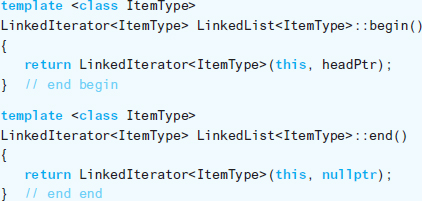 template <class ItemType>
LinkedIterator<ItemType> LinkedList<ItemType>::begin()
{
   return LinkedIterator<ItemType>(this, headPtr);
}  // end begin
template <class ItemType>
LinkedIterator<ItemType> LinkedList<ItemType>::end()
{
   return LinkedIterator<ItemType>(this, nullptr);
}  // end end